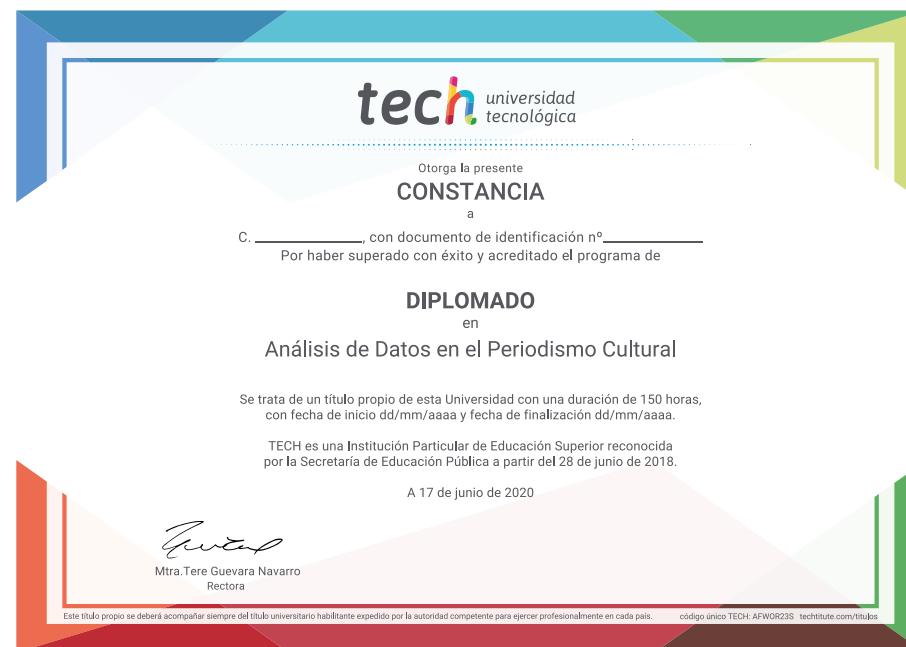 tech universidad
tecnológica
Otorga la presente
CONSTANCIA
a
C. ____________, con documento de identificación nº____________
Por haber superado con éxito y acreditado el programa de
DIPLOMADO
en
Análisis de Datos en el Periodismo Cultural
Se trata de un título propio de esta Universidad con una duración de 150 horas,
con fecha de inicio dd/mm/aaaa y fecha de finalización dd/mm/aaaa.
TECH es una Institución Particular de Educación Superior reconocida
por la Secretaría de Educación Pública a partir del 28 de junio de 2018.
A 17 de junio de 2020
Mtra.Tere Guevara Navarro
Rectora
Este título propio se deberá acompañar siempre del título universitario habilitante expedido por la autoridad competente para ejercer profesionalmente en cada país. código único TECH: AFWOR23S techtitute.com/titulos